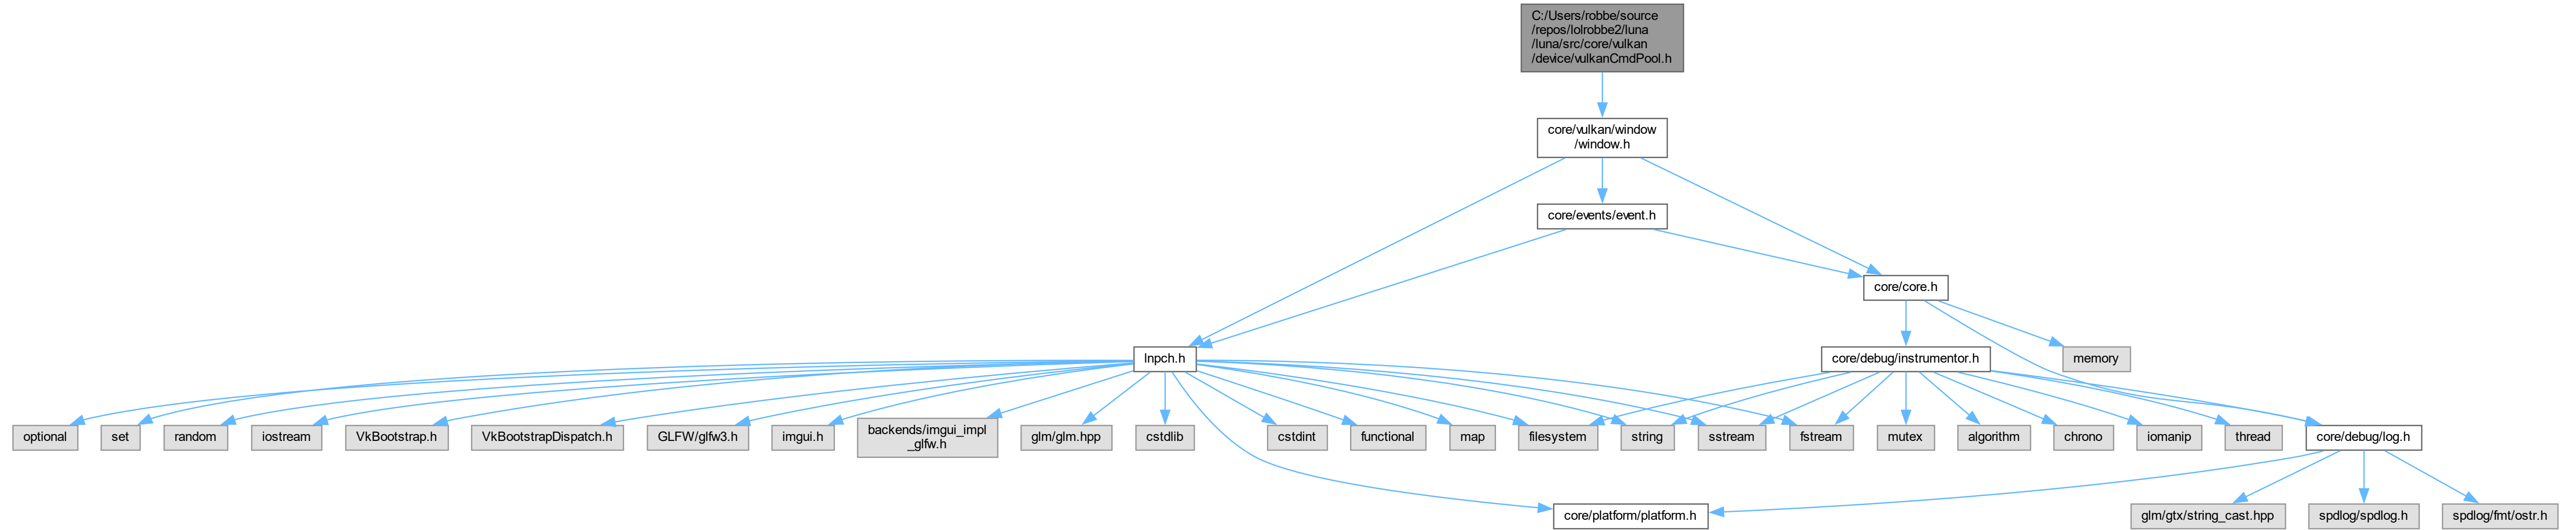 C:/Users/robbe/source
/repos/lolrobbe2/luna
/luna/src/core/vulkan
/device/vulkanCmdPool.h
core/vulkan/window
/window.h
core/events/event.h
core/core.h
lnpch.h
core/debug/instrumentor.h
memory
optional
set
random
iostream
VkBootstrap.h
VkBootstrapDispatch.h
GLFW/glfw3.h
imgui.h
backends/imgui_impl
_glfw.h
glm/glm.hpp
cstdlib
cstdint
functional
map
filesystem
string
sstream
fstream
mutex
algorithm
chrono
iomanip
thread
core/debug/log.h
core/platform/platform.h
glm/gtx/string_cast.hpp
spdlog/spdlog.h
spdlog/fmt/ostr.h